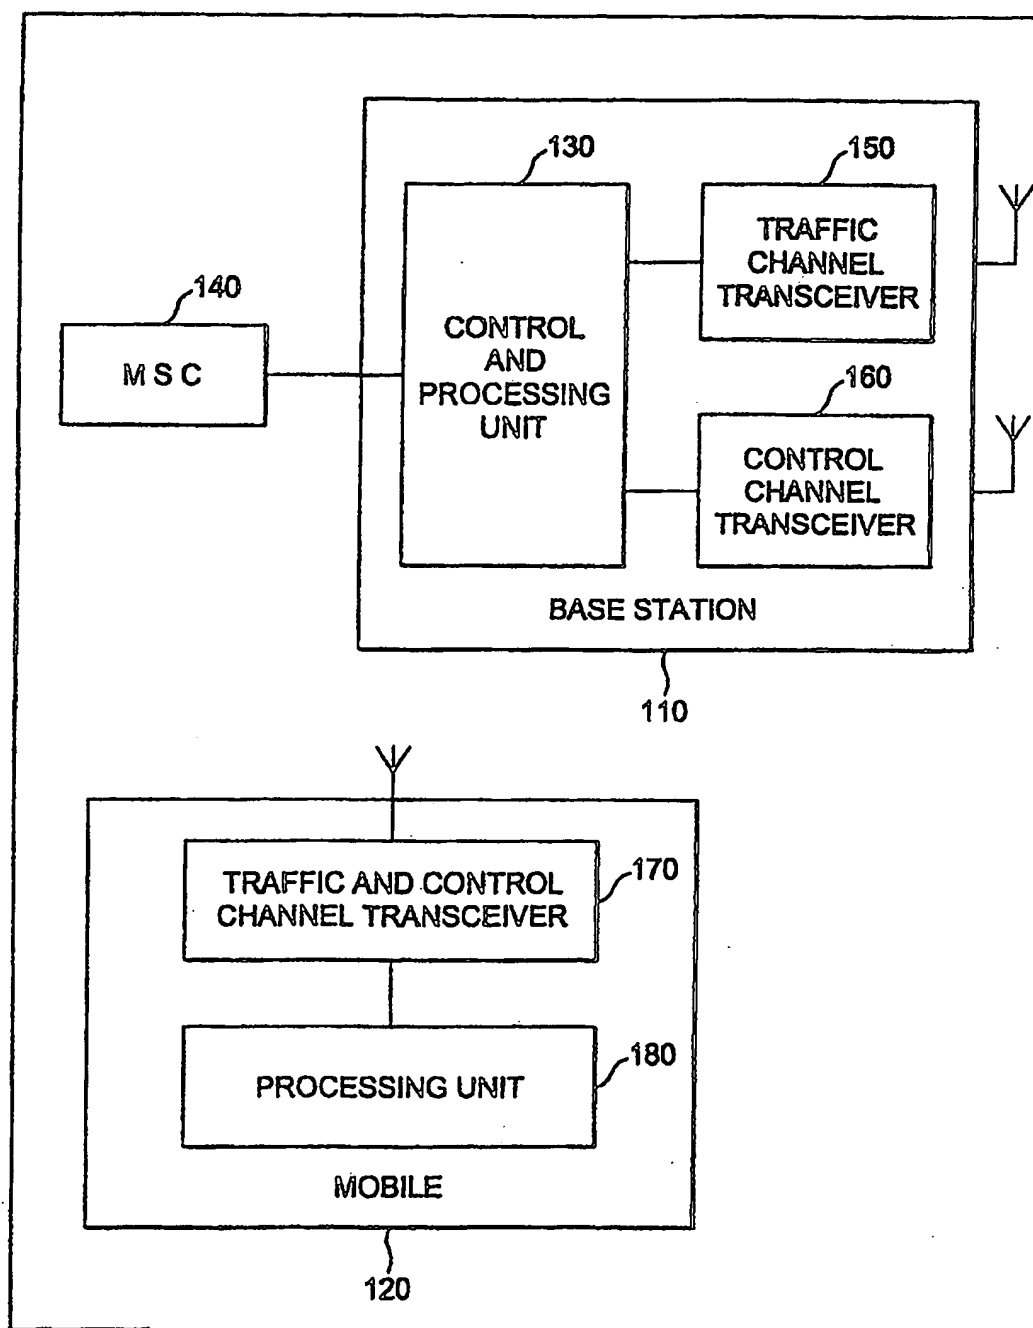 130
150
TRAFFIC
CHANNEL
TRANSCEIVER
140
M S C
CONTROL
AND
PROCESSING
UNIT
160
CONTROL
CHANNEL
TRANSCEIVER
BASE STATION
110
TRAFFIC AND CONTROL
CHANNEL TRANSCEIVER
170
PROCESSING UNIT
180
MOBILE
120